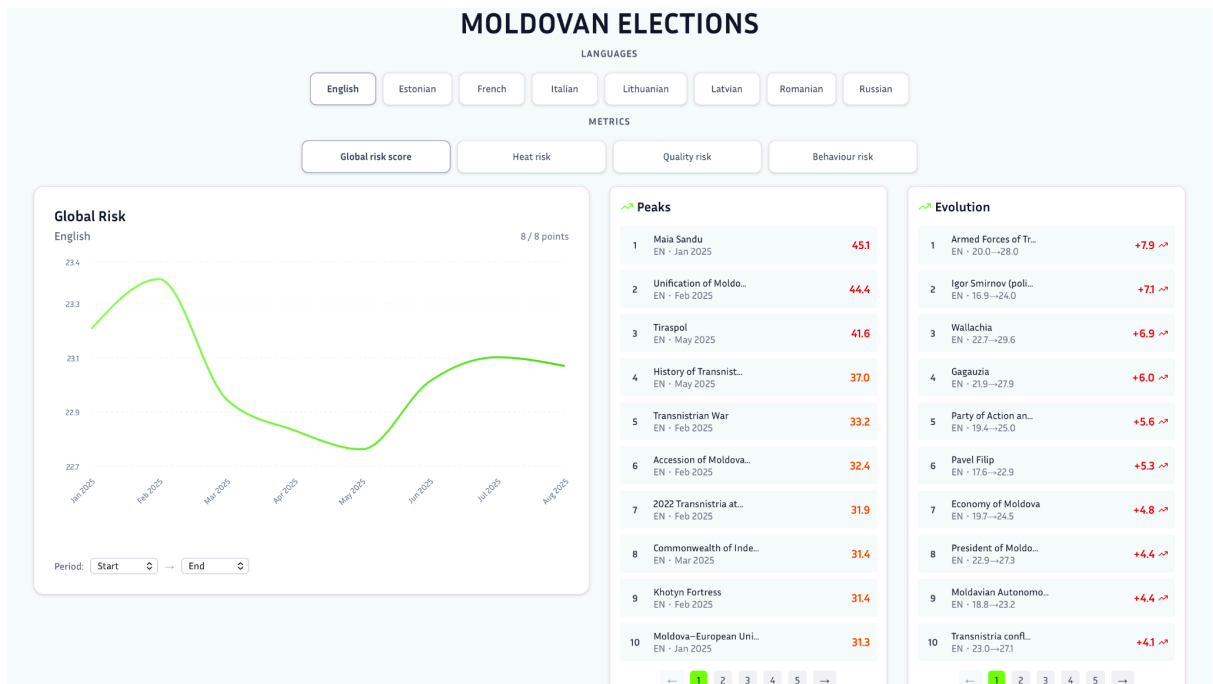 MOLDOVAN ELECTIONS
LANGUAGES
English Estonian French Italian Lithuanian Latvian Romanian Russian
METRICS
Global risk score Heat risk Quality risk Behaviour risk
Global Risk
English
8 / 8 points
23.4
23.3
23.1
22.9
22.7
Jan 2025 Feb 2025 Mar 2025 Apr 2025 May 2025 Jun 2025 Jul 2025 Aug 2025
Period: Start → End
Peaks
1 Maia Sandu 45.1
EN · Jan 2025
2 Unification of Moldo... 44.4
EN · Feb 2025
3 Tiraspol 41.6
EN · May 2025
4 History of Transnist... 37.0
EN · May 2025
5 Transnistrian War 33.2
EN · Feb 2025
6 Accession of Moldova... 32.4
EN · Feb 2025
7 2022 Transnistria at... 31.9
EN · Feb 2025
8 Commonwealth of Inde... 31.4
EN · Mar 2025
9 Khotyn Fortress 31.4
EN · Feb 2025
10 Moldova–European Uni... 31.3
EN · Jan 2025
← 1 2 3 4 5 →
Evolution
1 Armed Forces of Tr... +7.9
EN · 20.0→28.0
2 Igor Smirnov (poli... +7.1
EN · 16.9→24.0
3 Wallachia +6.9
EN · 22.7→29.6
4 Gagauzia +6.0
EN · 21.9→27.9
5 Party of Action an... +5.6
EN · 19.4→25.0
6 Pavel Filip +5.3
EN · 17.6→22.9
7 Economy of Moldova +4.8
EN · 19.7→24.5
8 President of Moldo... +4.4
EN · 22.9→27.3
9 Moldavian Autonomo... +4.4
EN · 18.8→23.2
10 Transnistria confl... +4.1
EN · 23.0→27.1
← 1 2 3 4 5 →